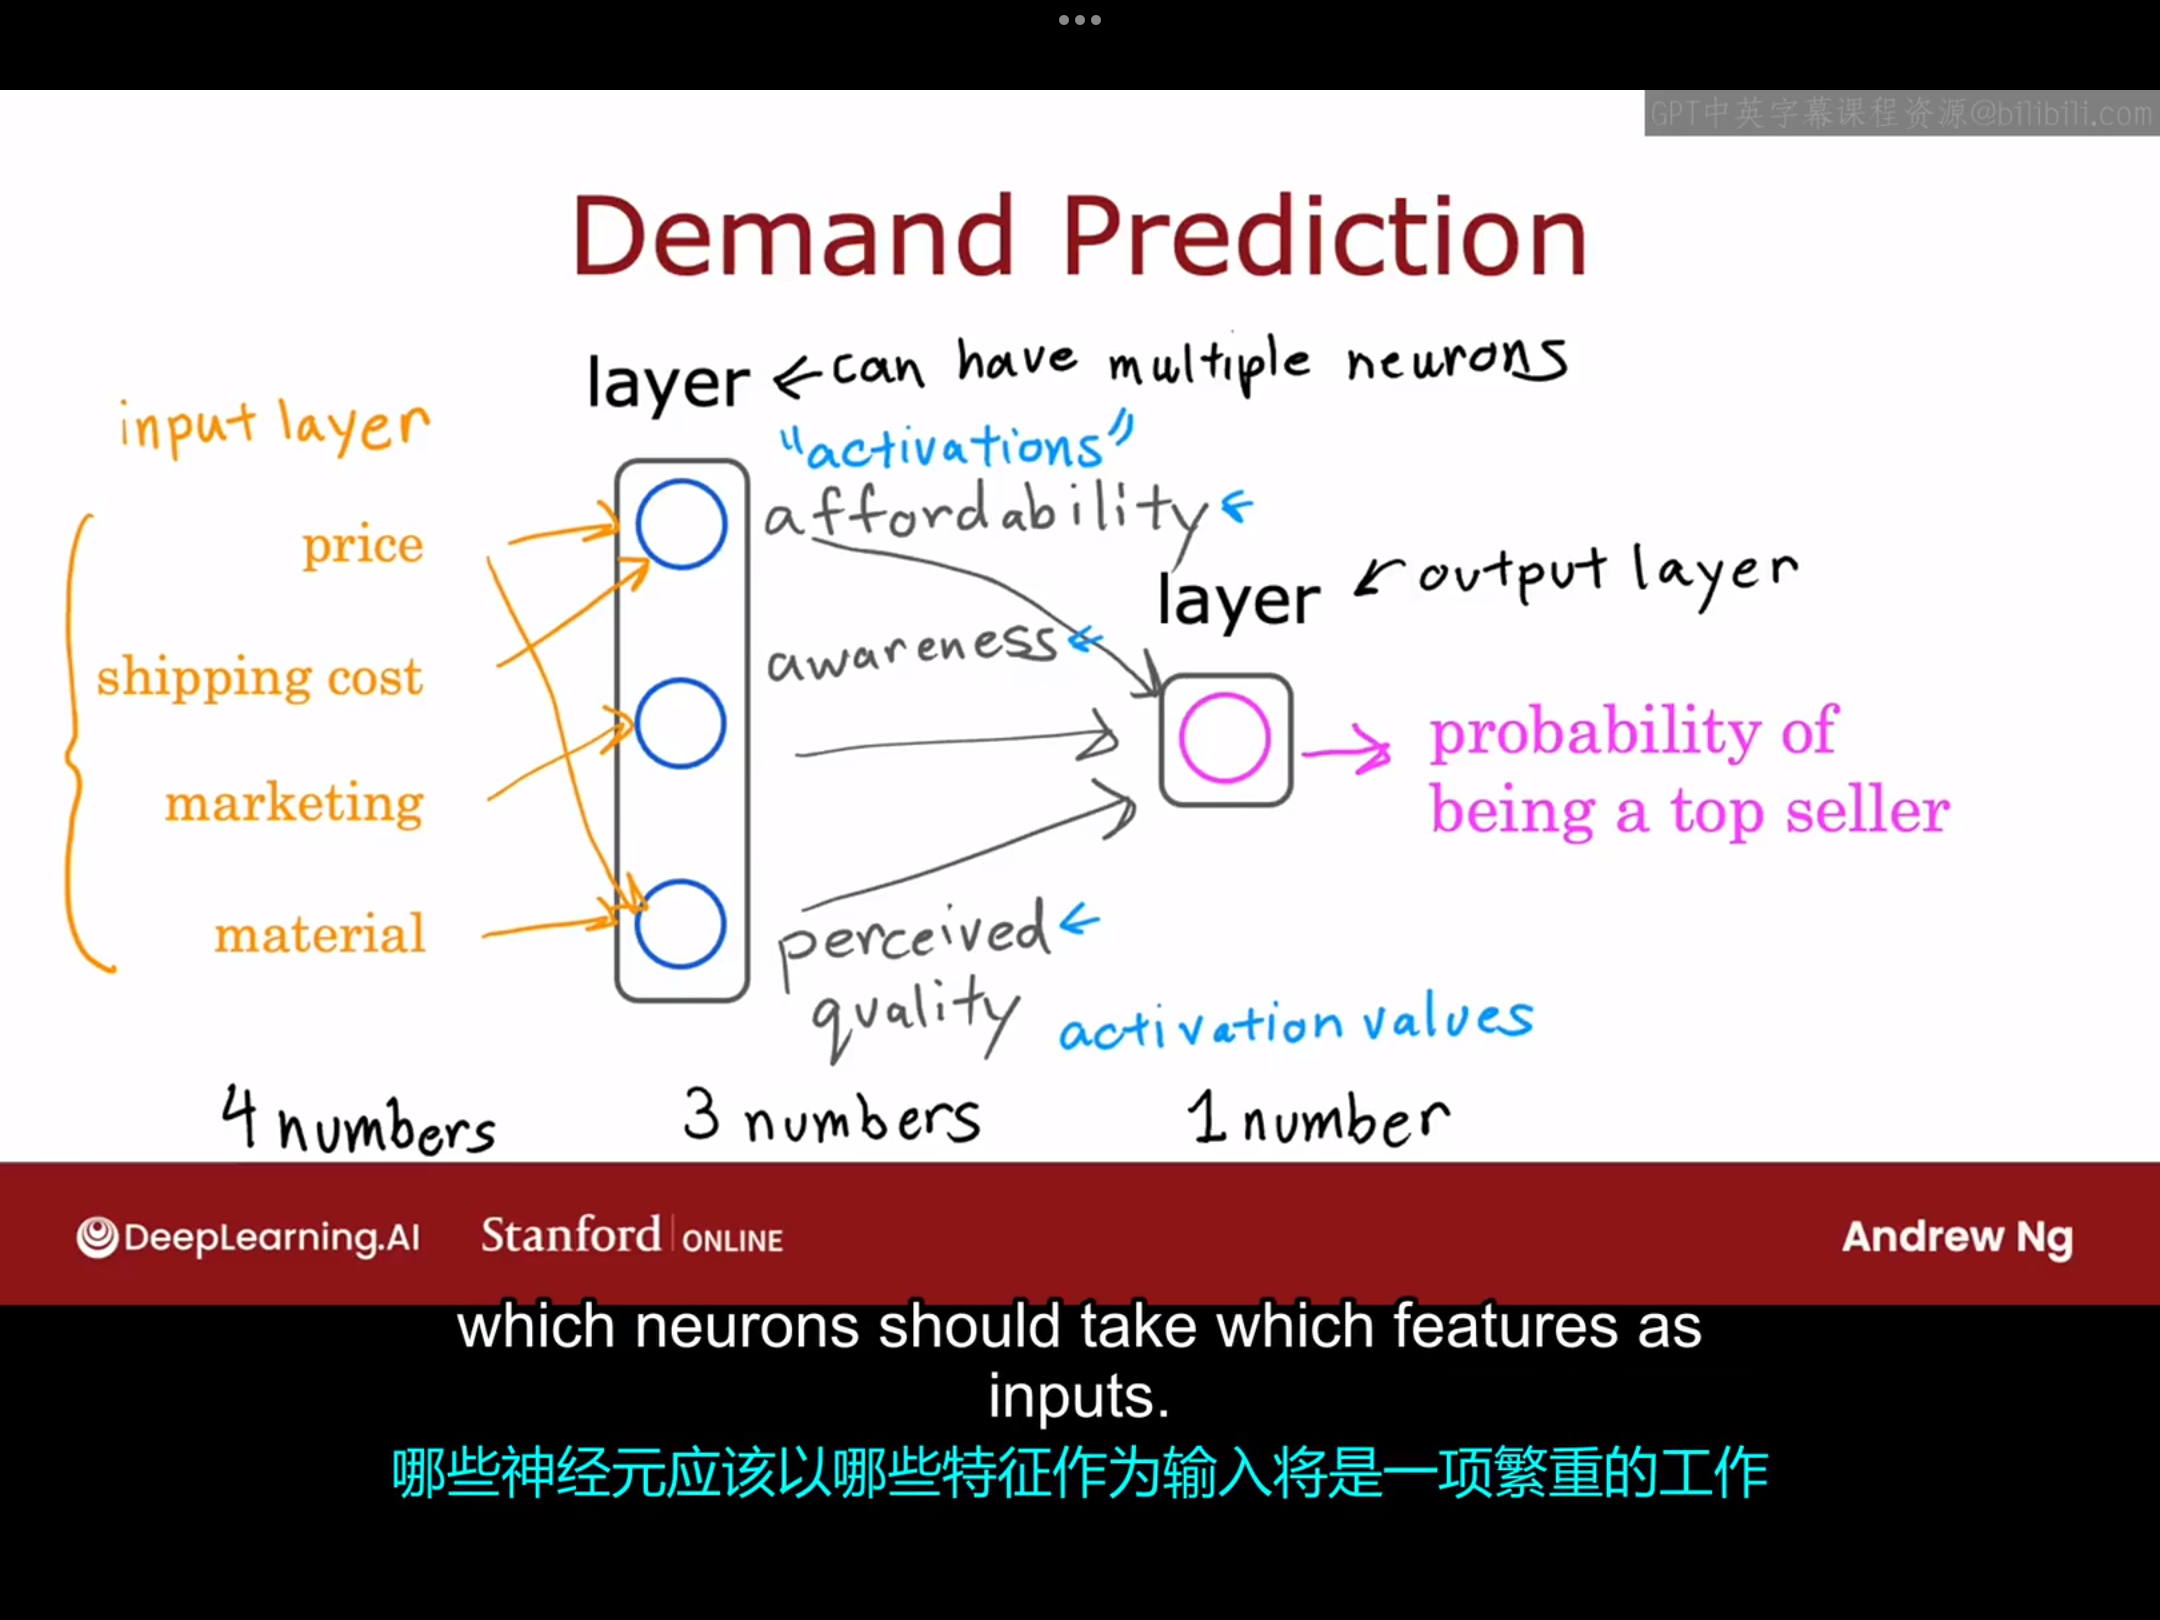 GPT中英字幕课程资源@bilibili.com
Demand Prediction
layer ← can have multiple neurons
input layer
"activations"
affordability ←
price
layer ← output layer
awareness ←
shipping cost
probability of
being a top seller
marketing
material
perceived ←
quality
activation values
4 numbers
3 numbers
1 number
DeepLearning.AI
Stanford | ONLINE
Andrew Ng
which neurons should take which features as
inputs.
哪些神经元应该以哪些特征作为输入将是一项繁重的工作